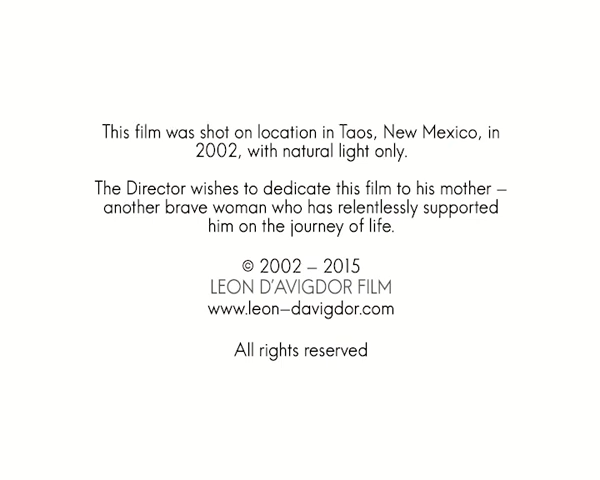 This film was shot on location in Taos, New Mexico, in
2002, with natural light only.
The Director wishes to dedicate this film to his mother –
another brave woman who has relentlessly supported
him on the journey of life.
© 2002 – 2015
LEON D'AVIGDOR FILM
www.leon–davigdor.com
All rights reserved